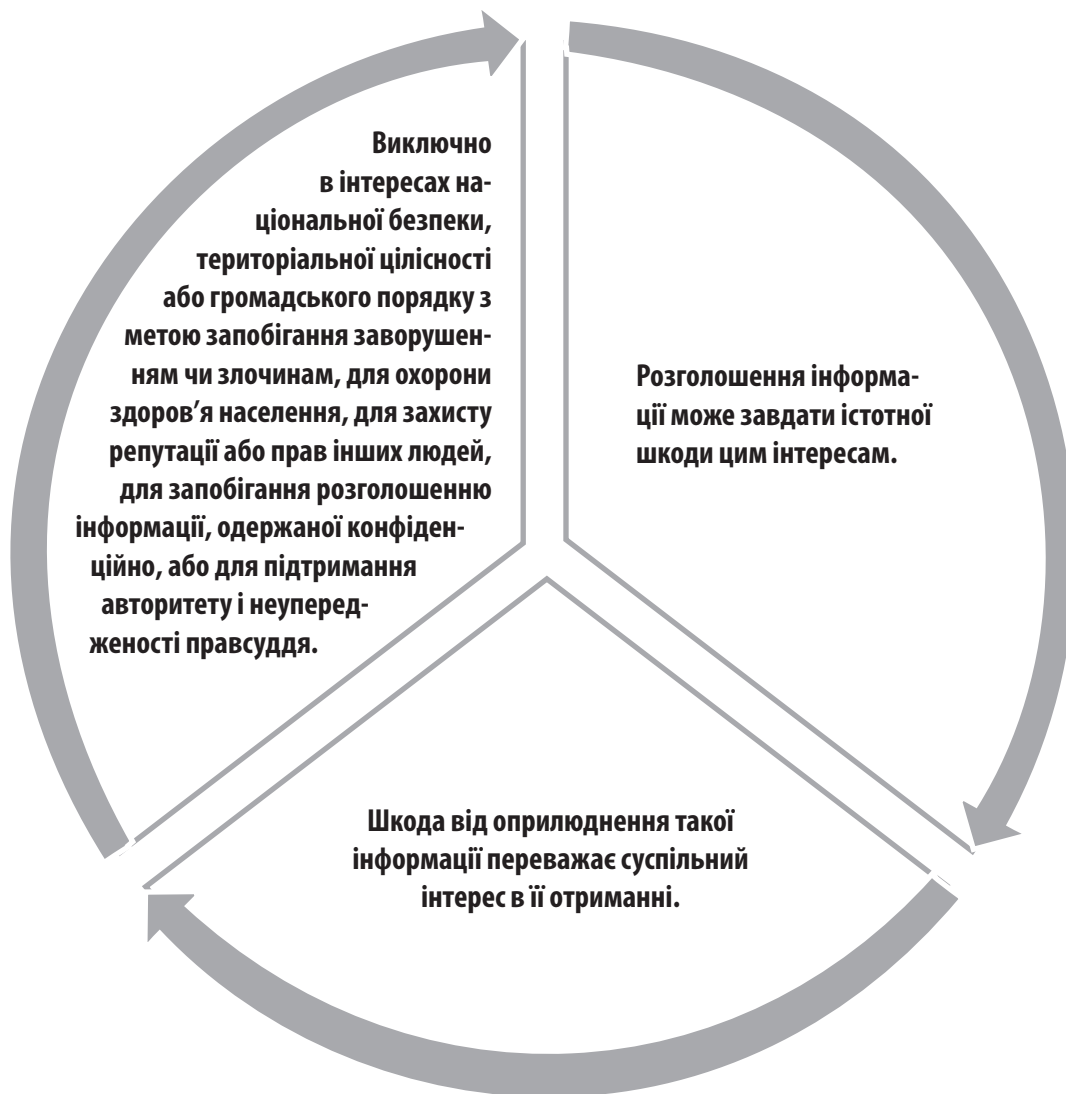 Виключно
в інтересах на-
ціональної безпеки,
територіальної цілісності
або громадського порядку з
метою запобігання заворушен-
ням чи злочинам, для охорони
здоров’я населення, для захисту
репутації або прав інших людей,
для запобігання розголошенню
інформації, одержаної конфіден-
ційно, або для підтримання
авторитету і неуперед-
женості правсуддя.
Розголошення інформа-
ції може завдати істотної
шкоди цим інтересам.
Шкода від оприлюднення такої
інформації переважає суспільний
інтерес в її отриманні.